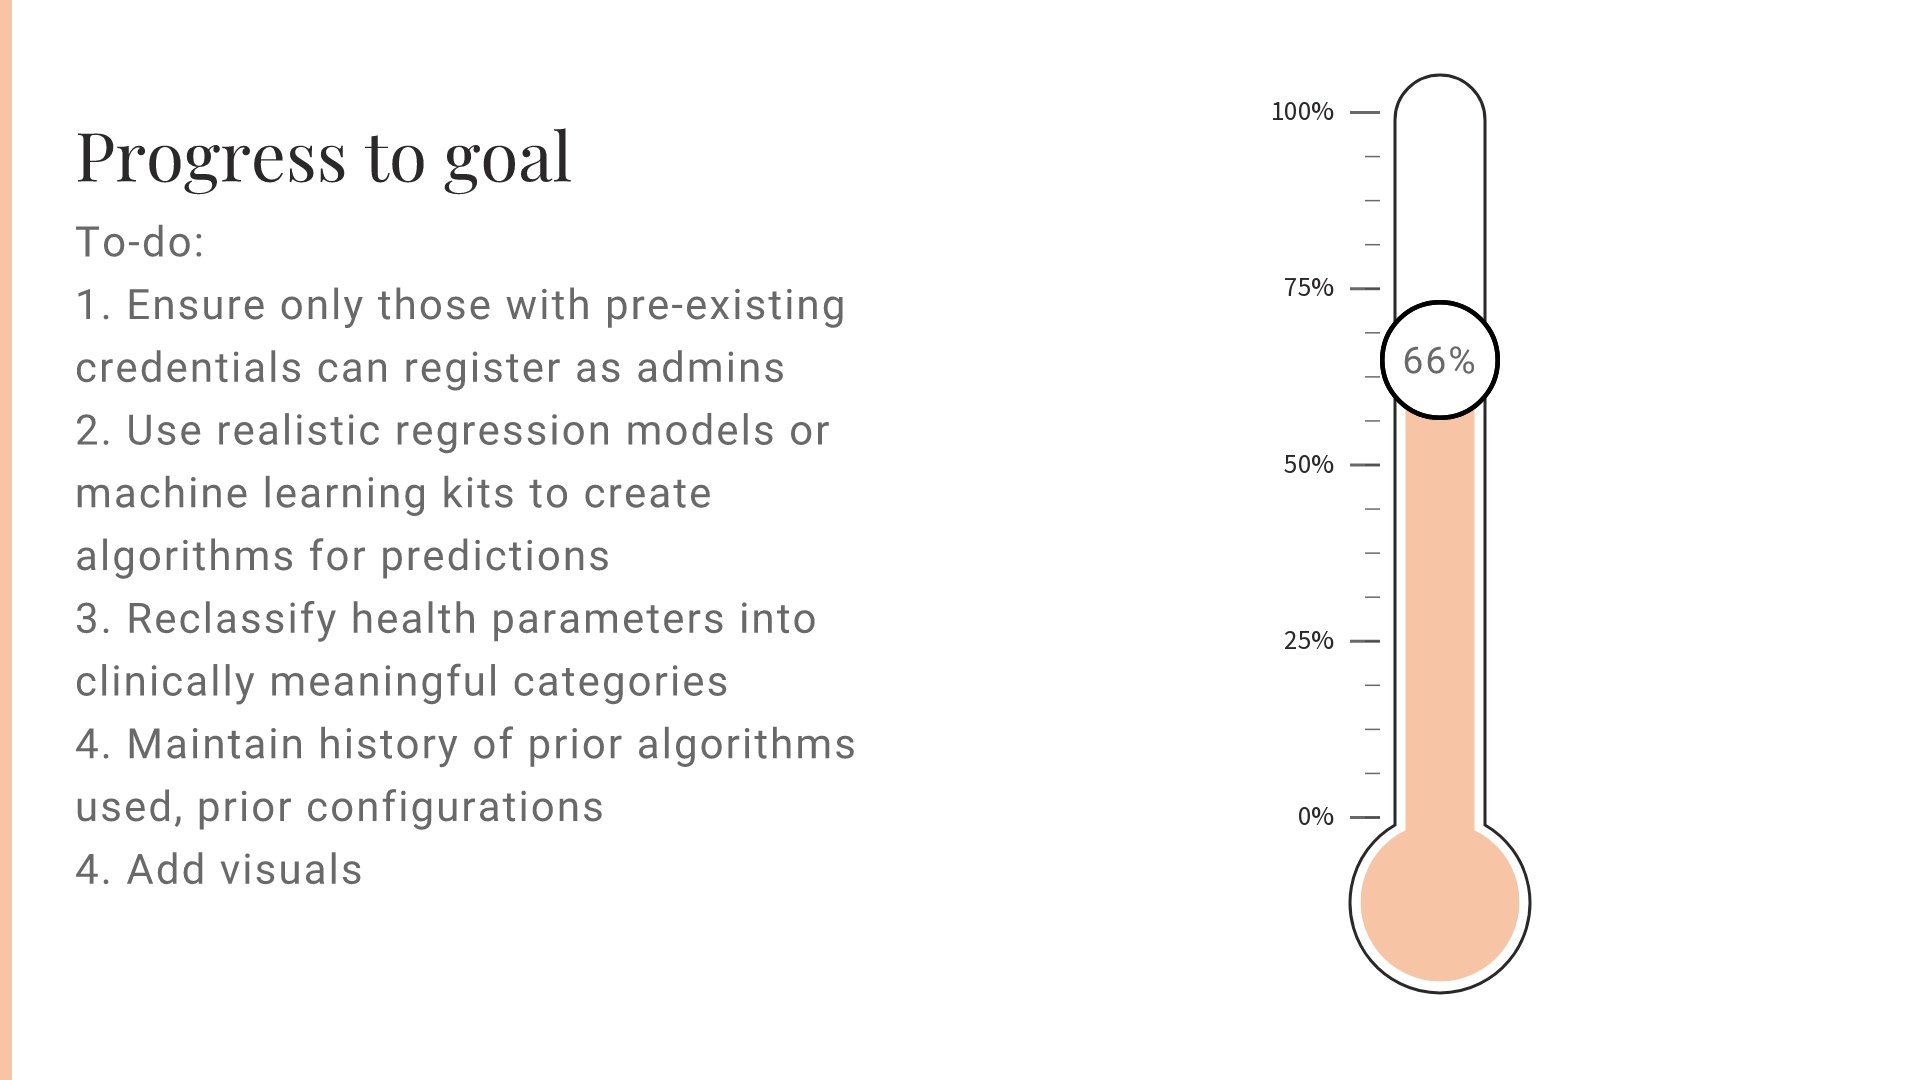 Progress to goal
To-do:
1. Ensure only those with pre-existing
credentials can register as admins
2. Use realistic regression models or
machine learning kits to create
algorithms for predictions
3. Reclassify health parameters into
clinically meaningful categories
4. Maintain history of prior algorithms
used, prior configurations
4. Add visuals
100%
75%
66%
50%
25%
0%